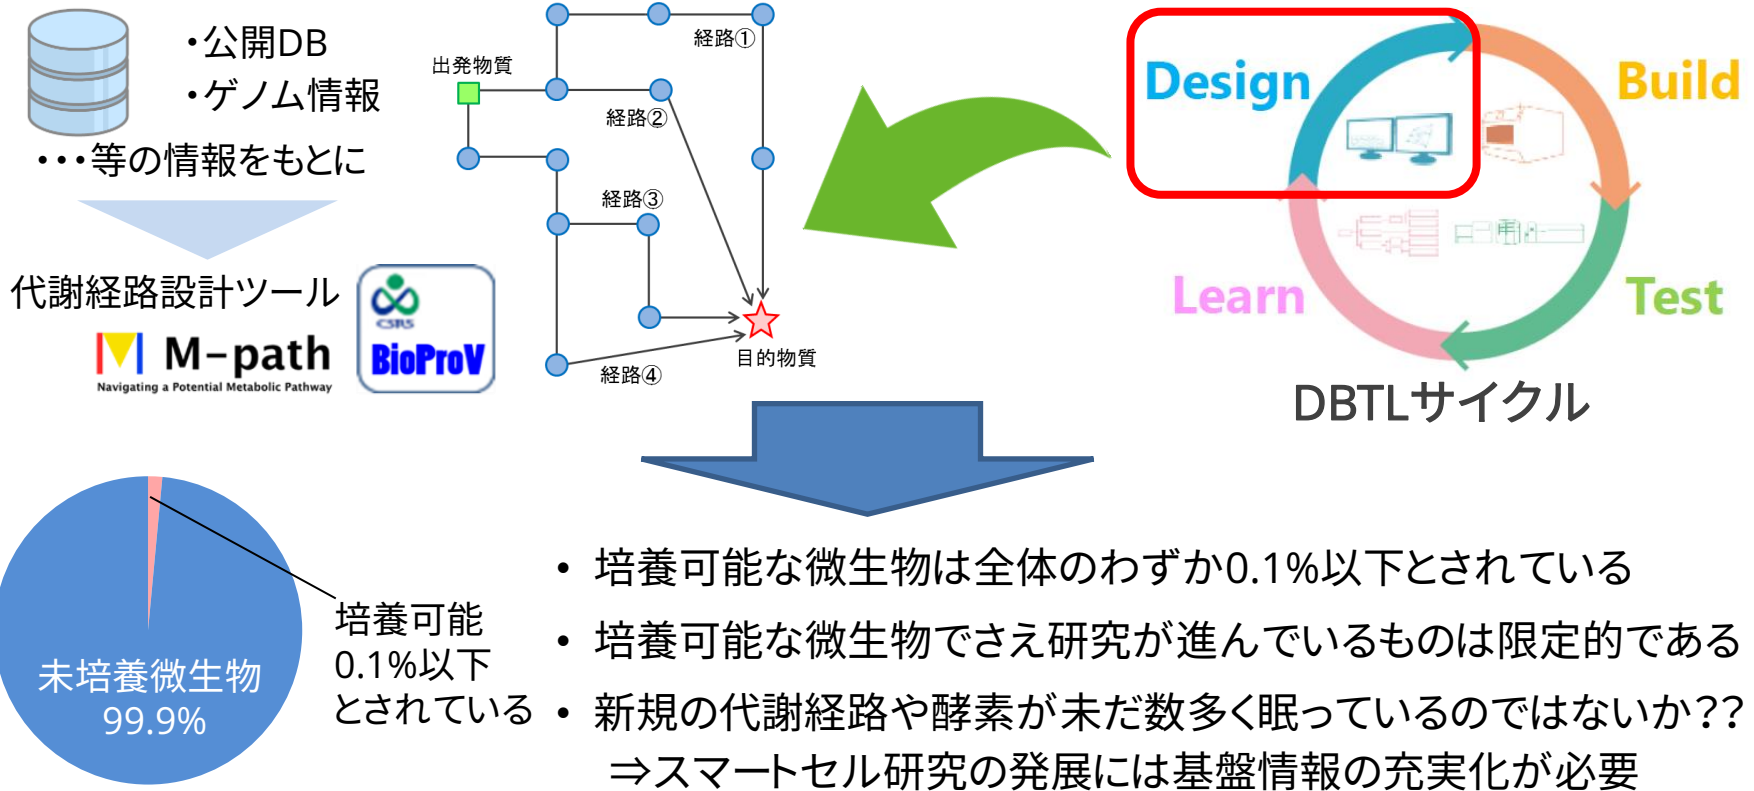 ・公開DB
・ゲノム情報
・・・等の情報をもとに
代謝経路設計ツール
M-path
Navigating a Potential Metabolic Pathway
CSRS
BioProV
出発物質
経路①
経路②
経路③
経路④
目的物質
Design
Build
Learn
Test
DBTLサイクル
未培養微生物
99.9%
培養可能
0.1%以下
とされている
• 培養可能な微生物は全体のわずか0.1%以下とされている
• 培養可能な微生物でさえ研究が進んでいるものは限定的である
• 新規の代謝経路や酵素が未だ数多く眠っているのではないか??
⇒スマートセル研究の発展には基盤情報の充実化が必要